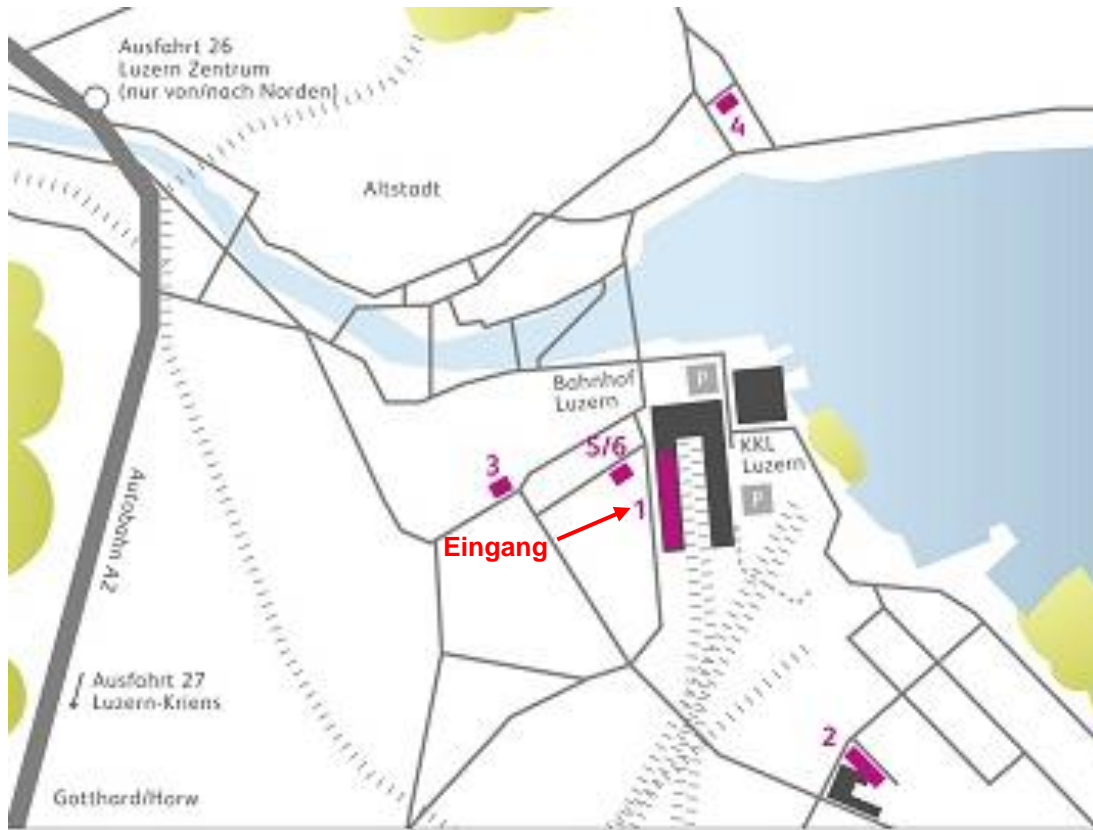 Ausfahrt 26
Luzern Zentrum
(nur von/nach Norden)
4
Altstadt
Bahnhof
Luzern
P
5/6
3
KKL
Luzern
P
1
Eingang
Autobahn A2
Ausfahrt 27
Luzern-Kriens
2
Gotthard/Horw